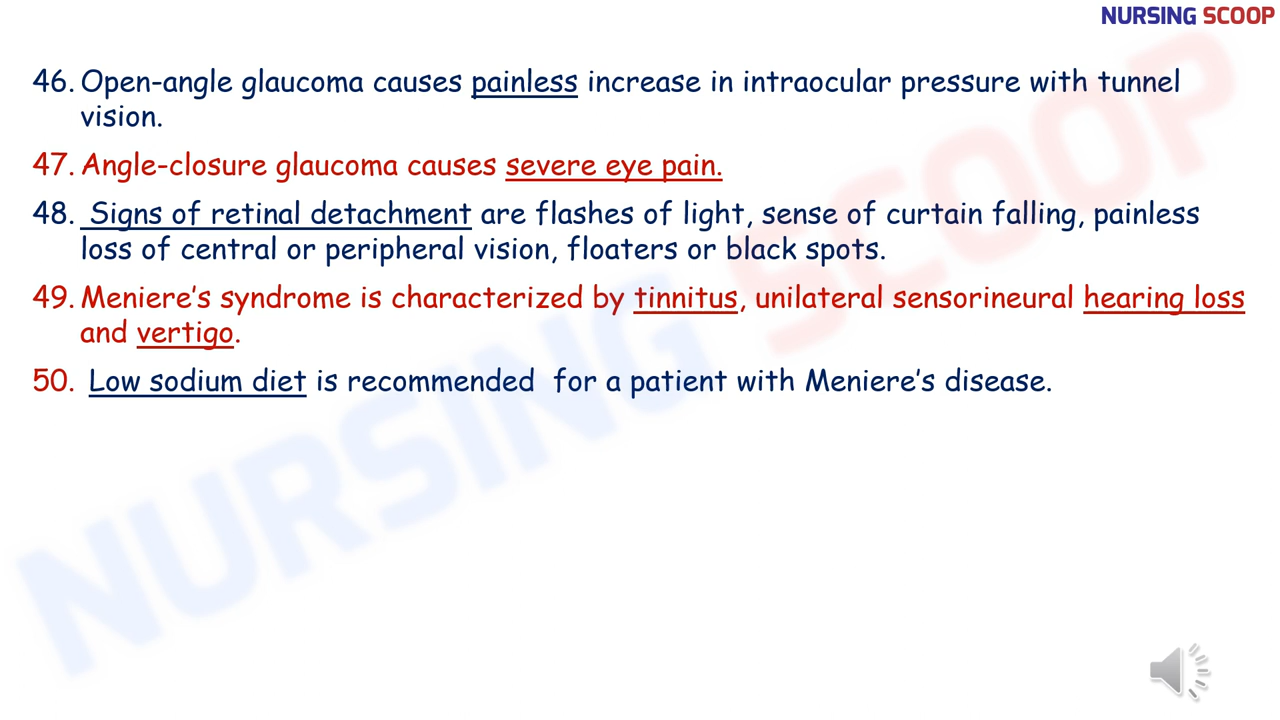 NURSING SCOOP
46. Open-angle glaucoma causes painless increase in intraocular pressure with tunnel
vision.
47. Angle-closure glaucoma causes severe eye pain.
48. Signs of retinal detachment are flashes of light, sense of curtain falling, painless
loss of central or peripheral vision, floaters or black spots.
49. Meniere’s syndrome is characterized by tinnitus, unilateral sensorineural hearing loss
and vertigo.
50. Low sodium diet is recommended for a patient with Meniere’s disease.
NURSING SCOOP